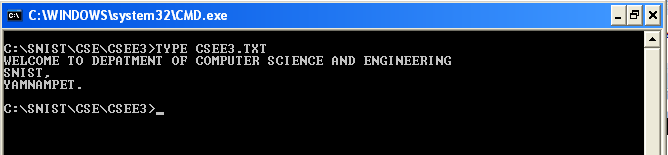 C:\WINDOWS\system32\CMD.exe
C:\SNIST\CSE\CSEE3>TYPE CSEE3.TXT
WELCOME TO DEPATMENT OF COMPUTER SCIENCE AND ENGINEERING
SNIST,
YAMNAMPET.
C:\SNIST\CSE\CSEE3>_